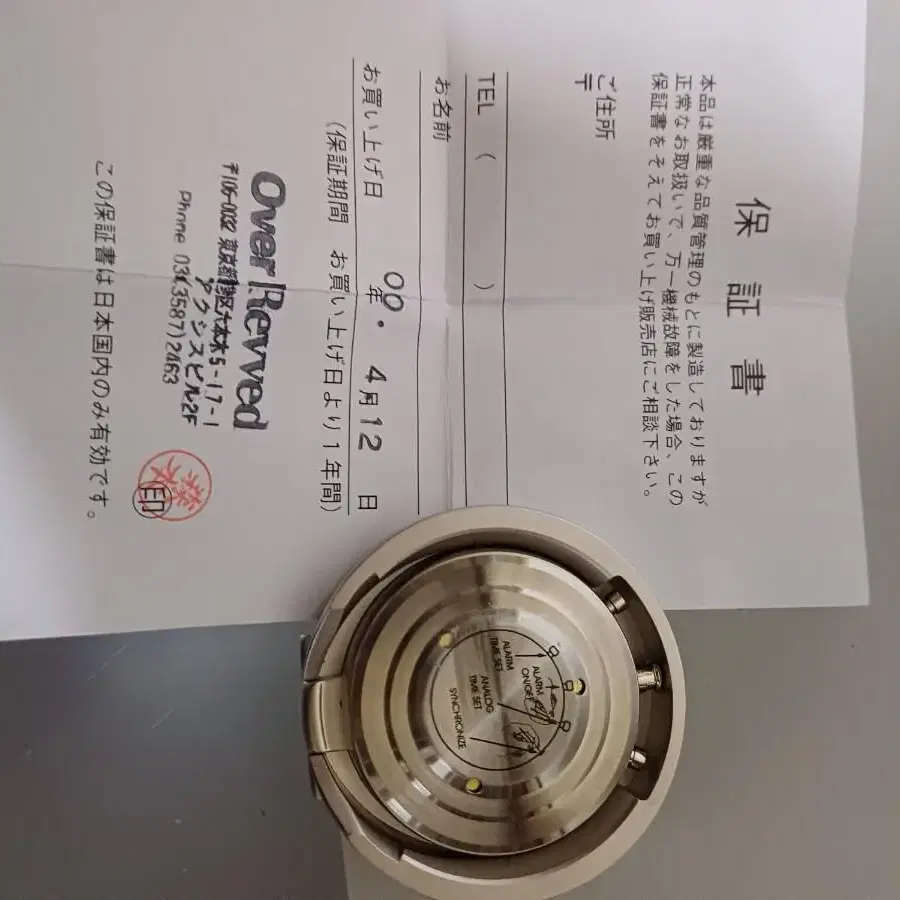 保証書
本品は厳重な品質管理のもとに製造しておりますが
正常なお取扱いで、万一機械故障をした場合、この
保証書をそえてお買い上げ販売店にご相談下さい。
ご住所
〒
TEL ( )
お名前
お買い上げ日 00年・4月12日
(保証期間 お買い上げ日より1年間)
Over Revved
〒106-0032 東京都港区六本木5-17-1
アクシスビル2F
Phone 03(3587)2463
印
この保証書は日本国内のみ有効です。
ALARM
TIME SET
ALARM
ON/OFF
ANALOG
TIME SET
SYNCHRONIZE